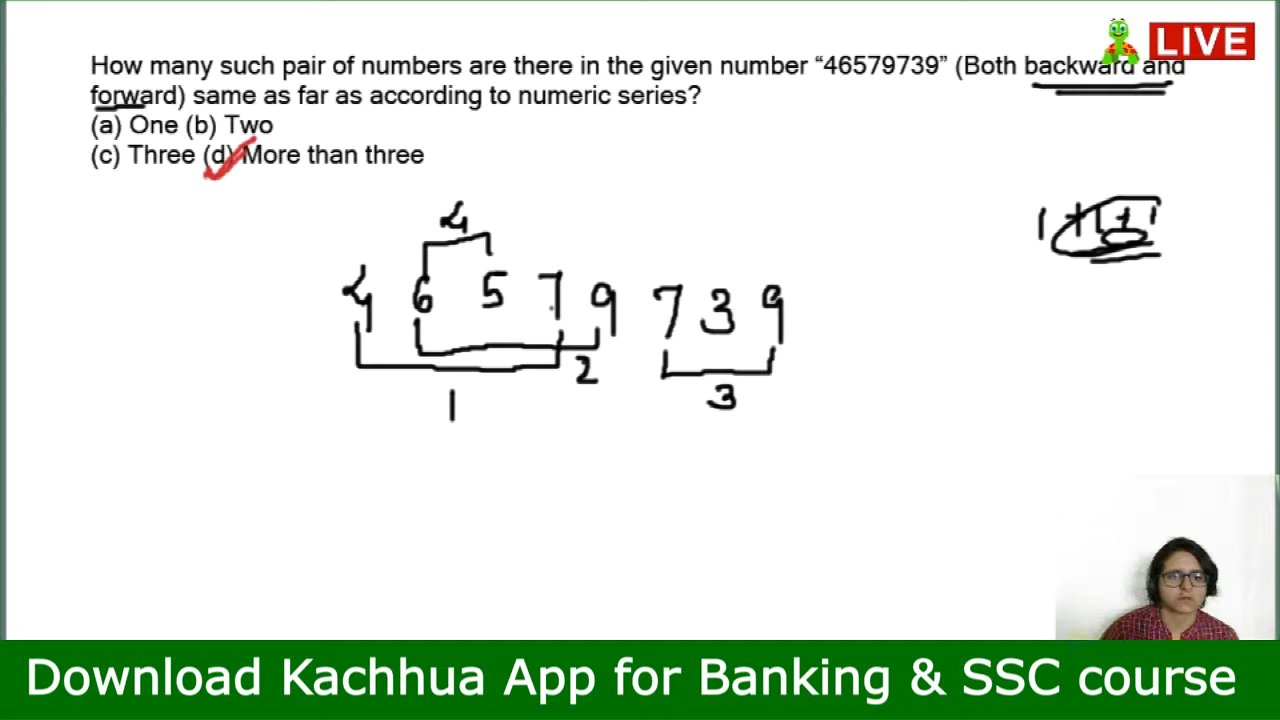 LIVE
How many such pair of numbers are there in the given number “46579739” (Both backward and
forward) same as far as according to numeric series?
(a) One (b) Two
(c) Three (d) More than three
4
4 6 5 7 9 7 3 9
2
3
1
Download Kachhua App for Banking & SSC course